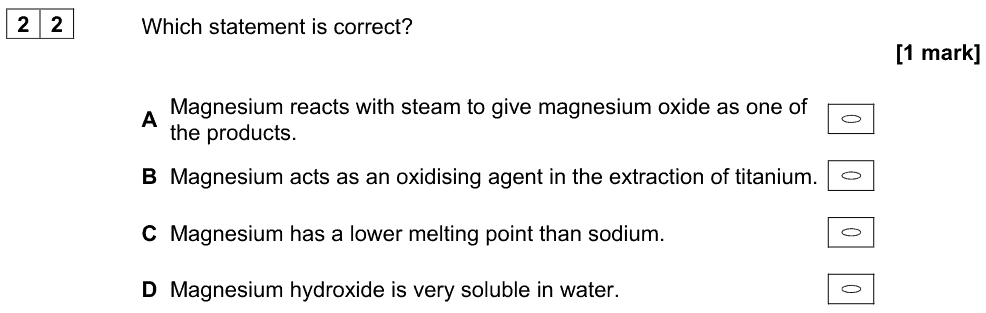 22 Which statement is correct?
[1 mark]
A Magnesium reacts with steam to give magnesium oxide as one of
the products.
B Magnesium acts as an oxidising agent in the extraction of titanium.
C Magnesium has a lower melting point than sodium.
D Magnesium hydroxide is very soluble in water.